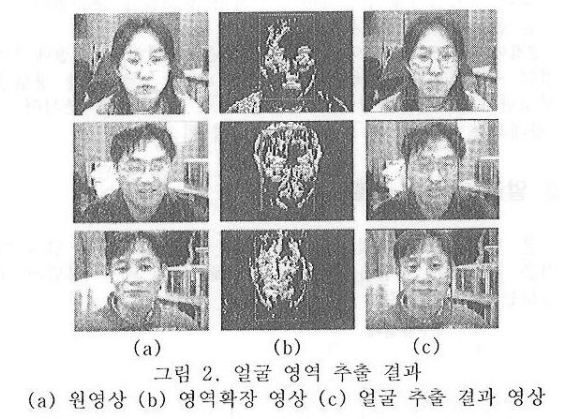 (a) (b) (c)
그림 2. 얼굴 영역 추출 결과
(a) 원영상 (b) 영역확장 영상 (c) 얼굴 추출 결과 영상